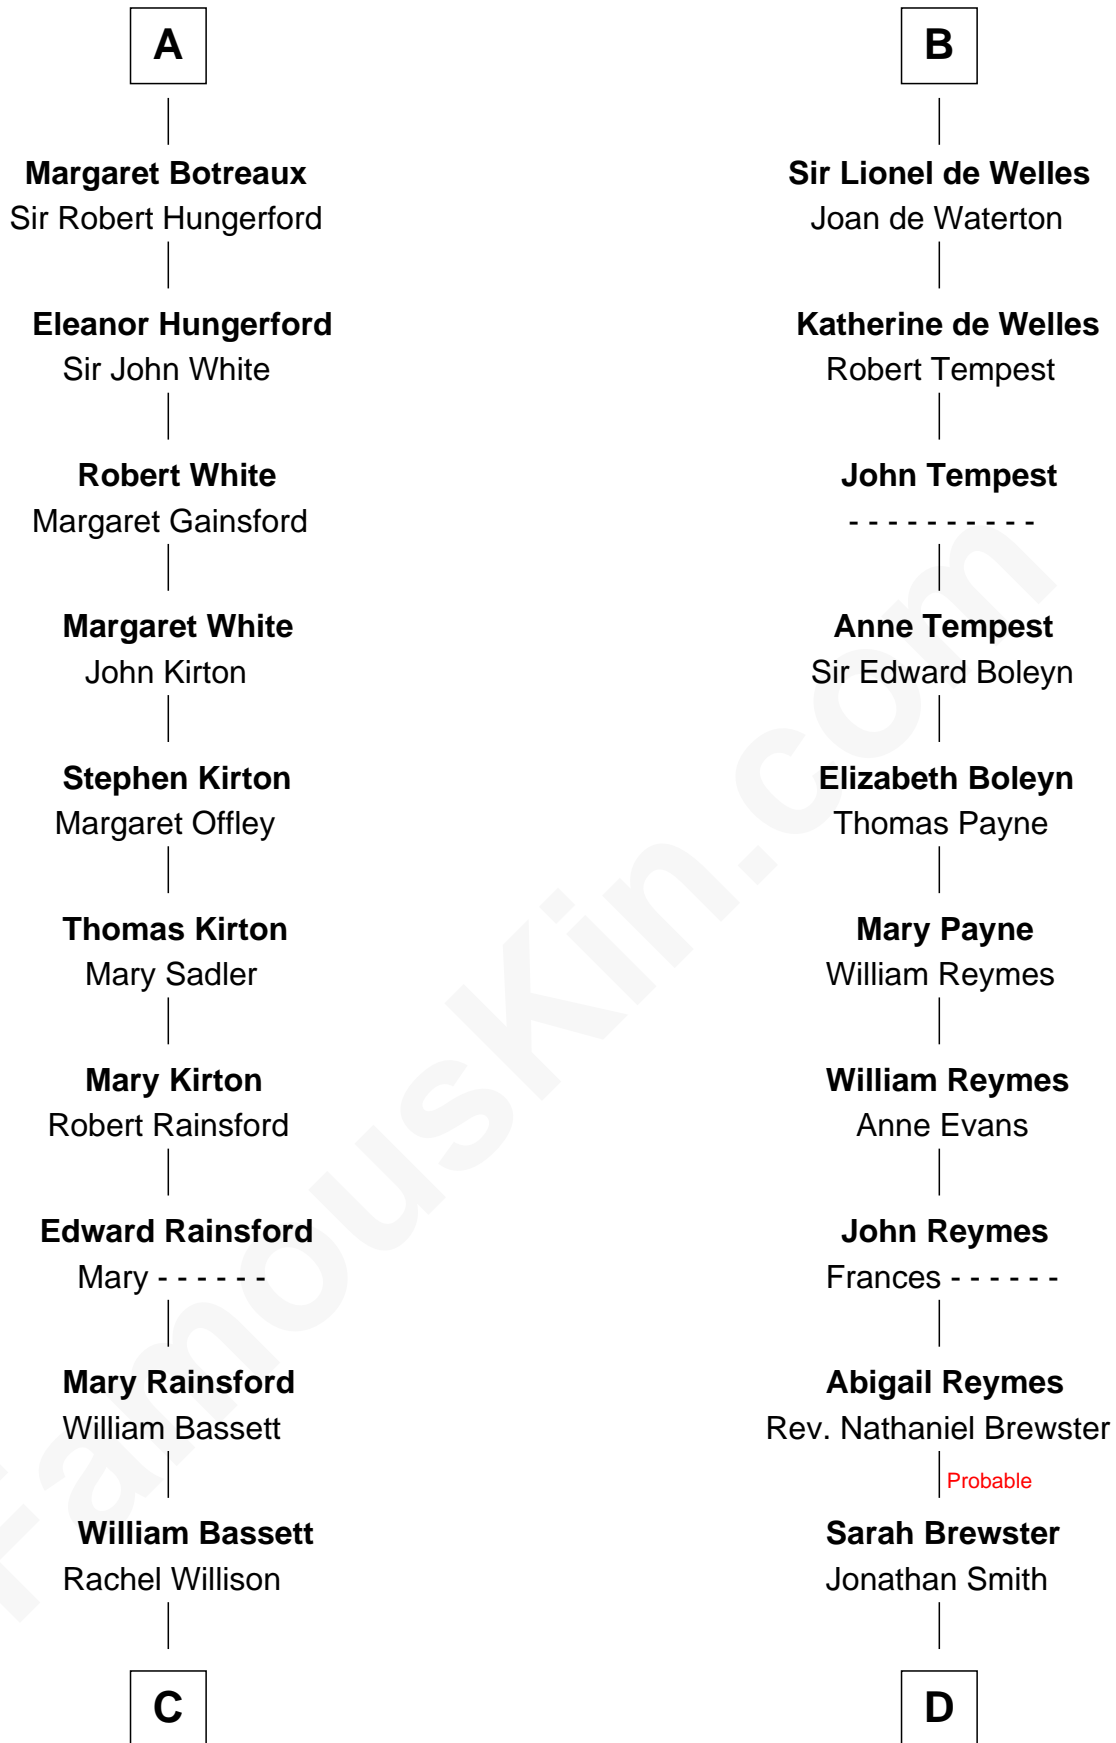 A
Margaret Botreaux
Sir Robert Hungerford
Eleanor Hungerford
Sir John White
Robert White
Margaret Gainsford
Margaret White
John Kirton
Stephen Kirton
Margaret Offley
Thomas Kirton
Mary Sadler
Mary Kirton
Robert Rainsford
Edward Rainsford
Mary - - - - - -
Mary Rainsford
William Bassett
William Bassett
Rachel Willison
C
B
Sir Lionel de Welles
Joan de Waterton
Katherine de Welles
Robert Tempest
John Tempest
- - - - - - - - - -
Anne Tempest
Sir Edward Boleyn
Elizabeth Boleyn
Thomas Payne
Mary Payne
William Reymes
William Reymes
Anne Evans
John Reymes
Frances - - - - - -
Abigail Reymes
Rev. Nathaniel Brewster
Probable
Sarah Brewster
Jonathan Smith
D
FamousKin.com